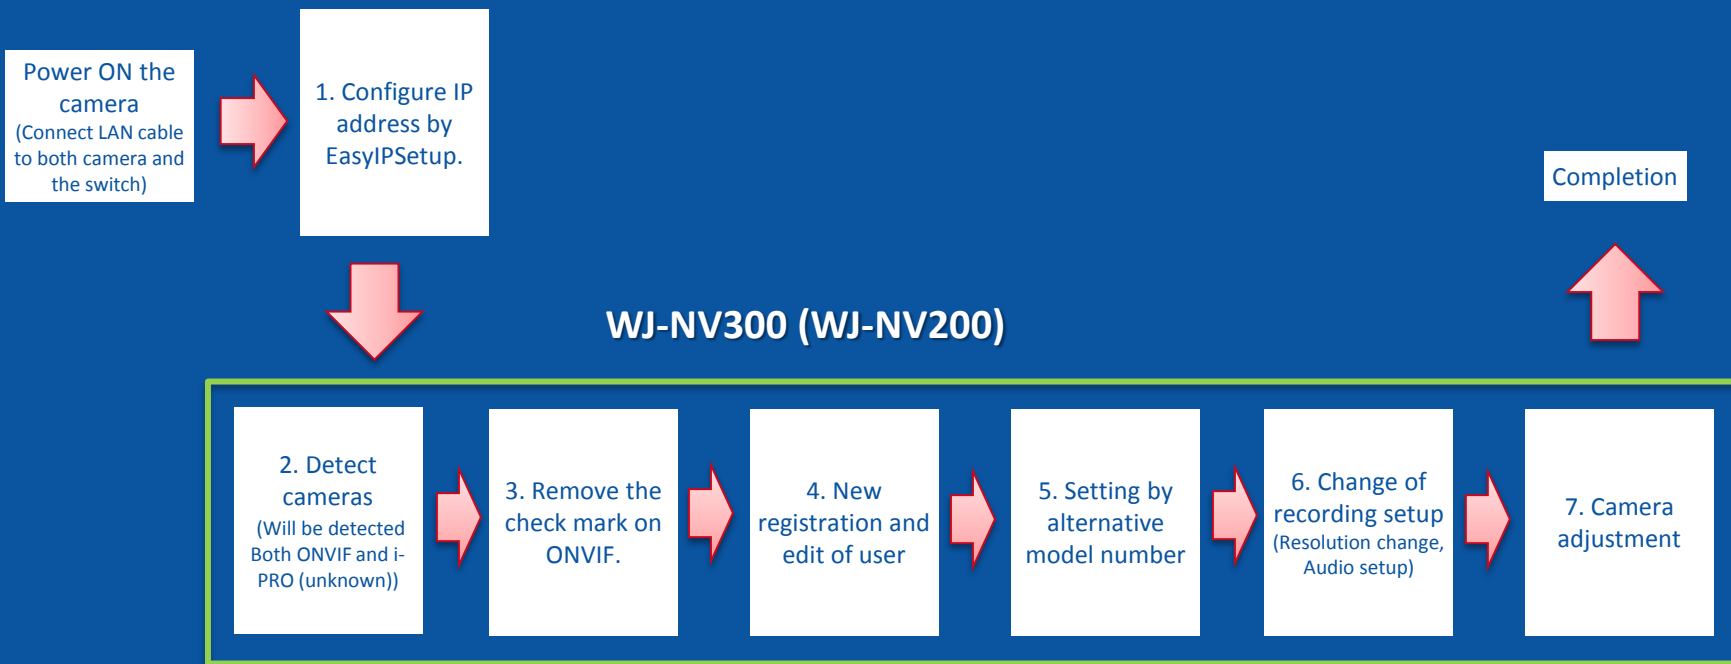 Power ON the
camera
(Connect LAN cable
to both camera and
the switch)
1. Configure IP
address by
EasyIPSetup.
Completion
WJ-NV300 (WJ-NV200)
2. Detect
cameras
(Will be detected
Both ONVIF and i-
PRO (unknown))
3. Remove the
check mark on
ONVIF.
4. New
registration and
edit of user
5. Setting by
alternative
model number
6. Change of
recording setup
(Resolution change,
Audio setup)
7. Camera
adjustment